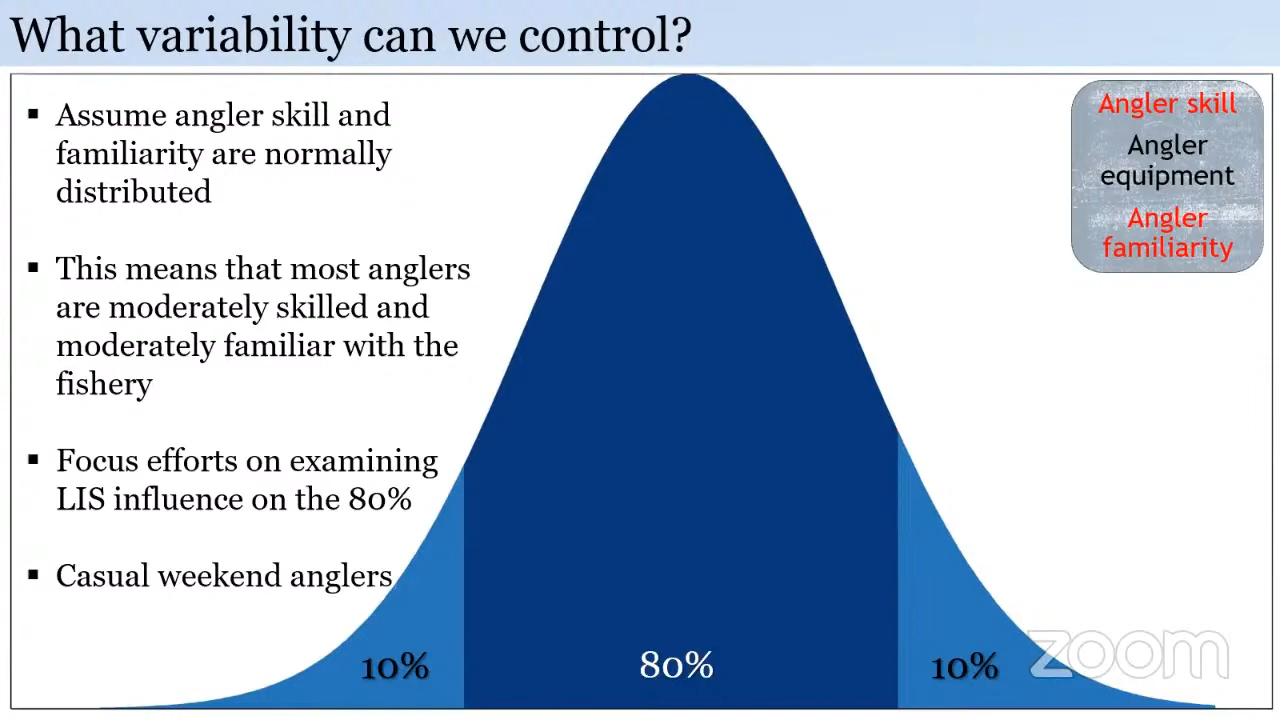 What variability can we control?
▪ Assume angler skill and
familiarity are normally
distributed
▪ This means that most anglers
are moderately skilled and
moderately familiar with the
fishery
▪ Focus efforts on examining
LIS influence on the 80%
▪ Casual weekend anglers
Angler skill
Angler
equipment
Angler
familiarity
10%
80%
10%
zoom